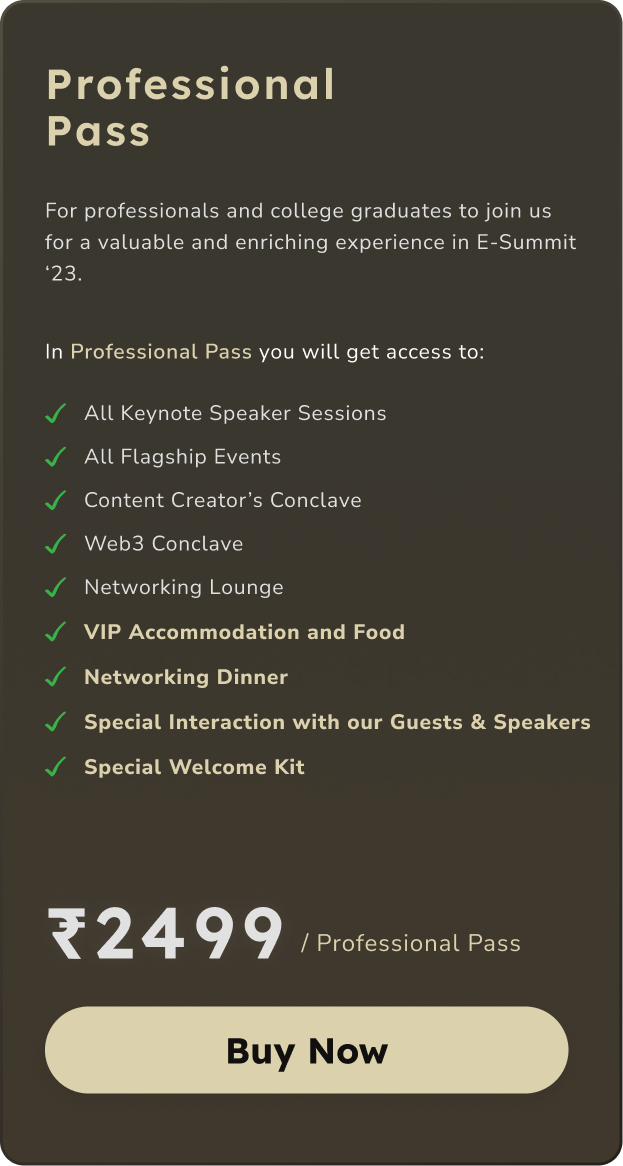 Professional
Pass
For professionals and college graduates to join us
for a valuable and enriching experience in E-Summit
‘23.
In Professional Pass you will get access to:
All Keynote Speaker Sessions
All Flagship Events
Content Creator’s Conclave
Web3 Conclave
Networking Lounge
VIP Accommodation and Food
Networking Dinner
Special Interaction with our Guests & Speakers
Special Welcome Kit
₹2499 / Professional Pass
Buy Now